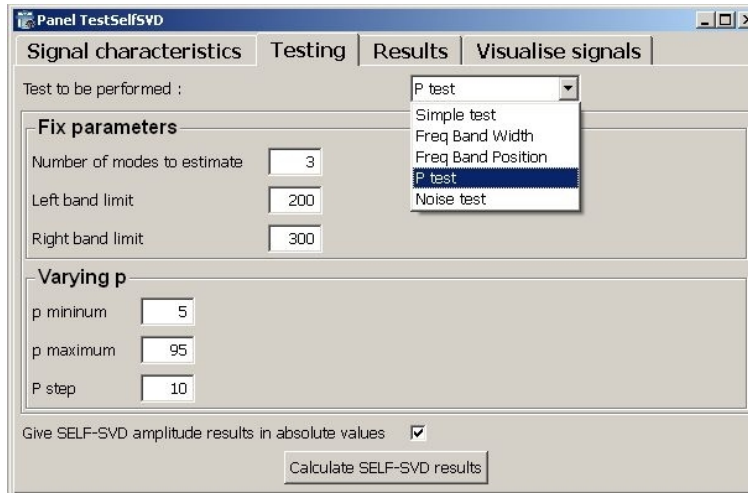 Panel TestSelfSVD
Signal characteristics Testing Results Visualise signals
Test to be performed : P test
Simple test
Freq Band Width
Freq Band Position
P test
Noise test
Fix parameters
Number of modes to estimate 3
Left band limit 200
Right band limit 300
Varying p
p mininum 5
p maximum 95
P step 10
Give SELF-SVD amplitude results in absolute values
Calculate SELF-SVD results